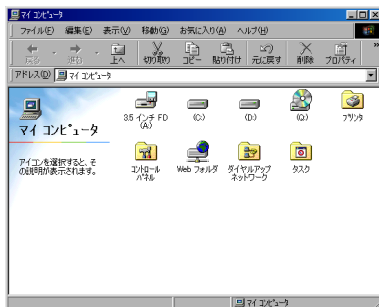 マイ コンピュータ
ファイル(F) 編集(E) 表示(V) 移動(G) お気に入り(A) ヘルプ(H)
戻る 進む 上へ 切り取り コピー 貼り付け 元に戻す 削除 プロパティ »
アドレス(D) マイ コンピュータ
マイ コンピュータ
アイコンを選択すると、そ
の説明が表示されます。
3.5 インチ FD
(A:)
(C:)
(D:)
(Q:)
プリンタ
コントロール
パネル
Web フォルダ
ダイヤルアップ
ネットワーク
タスク
マイ コンピュータ